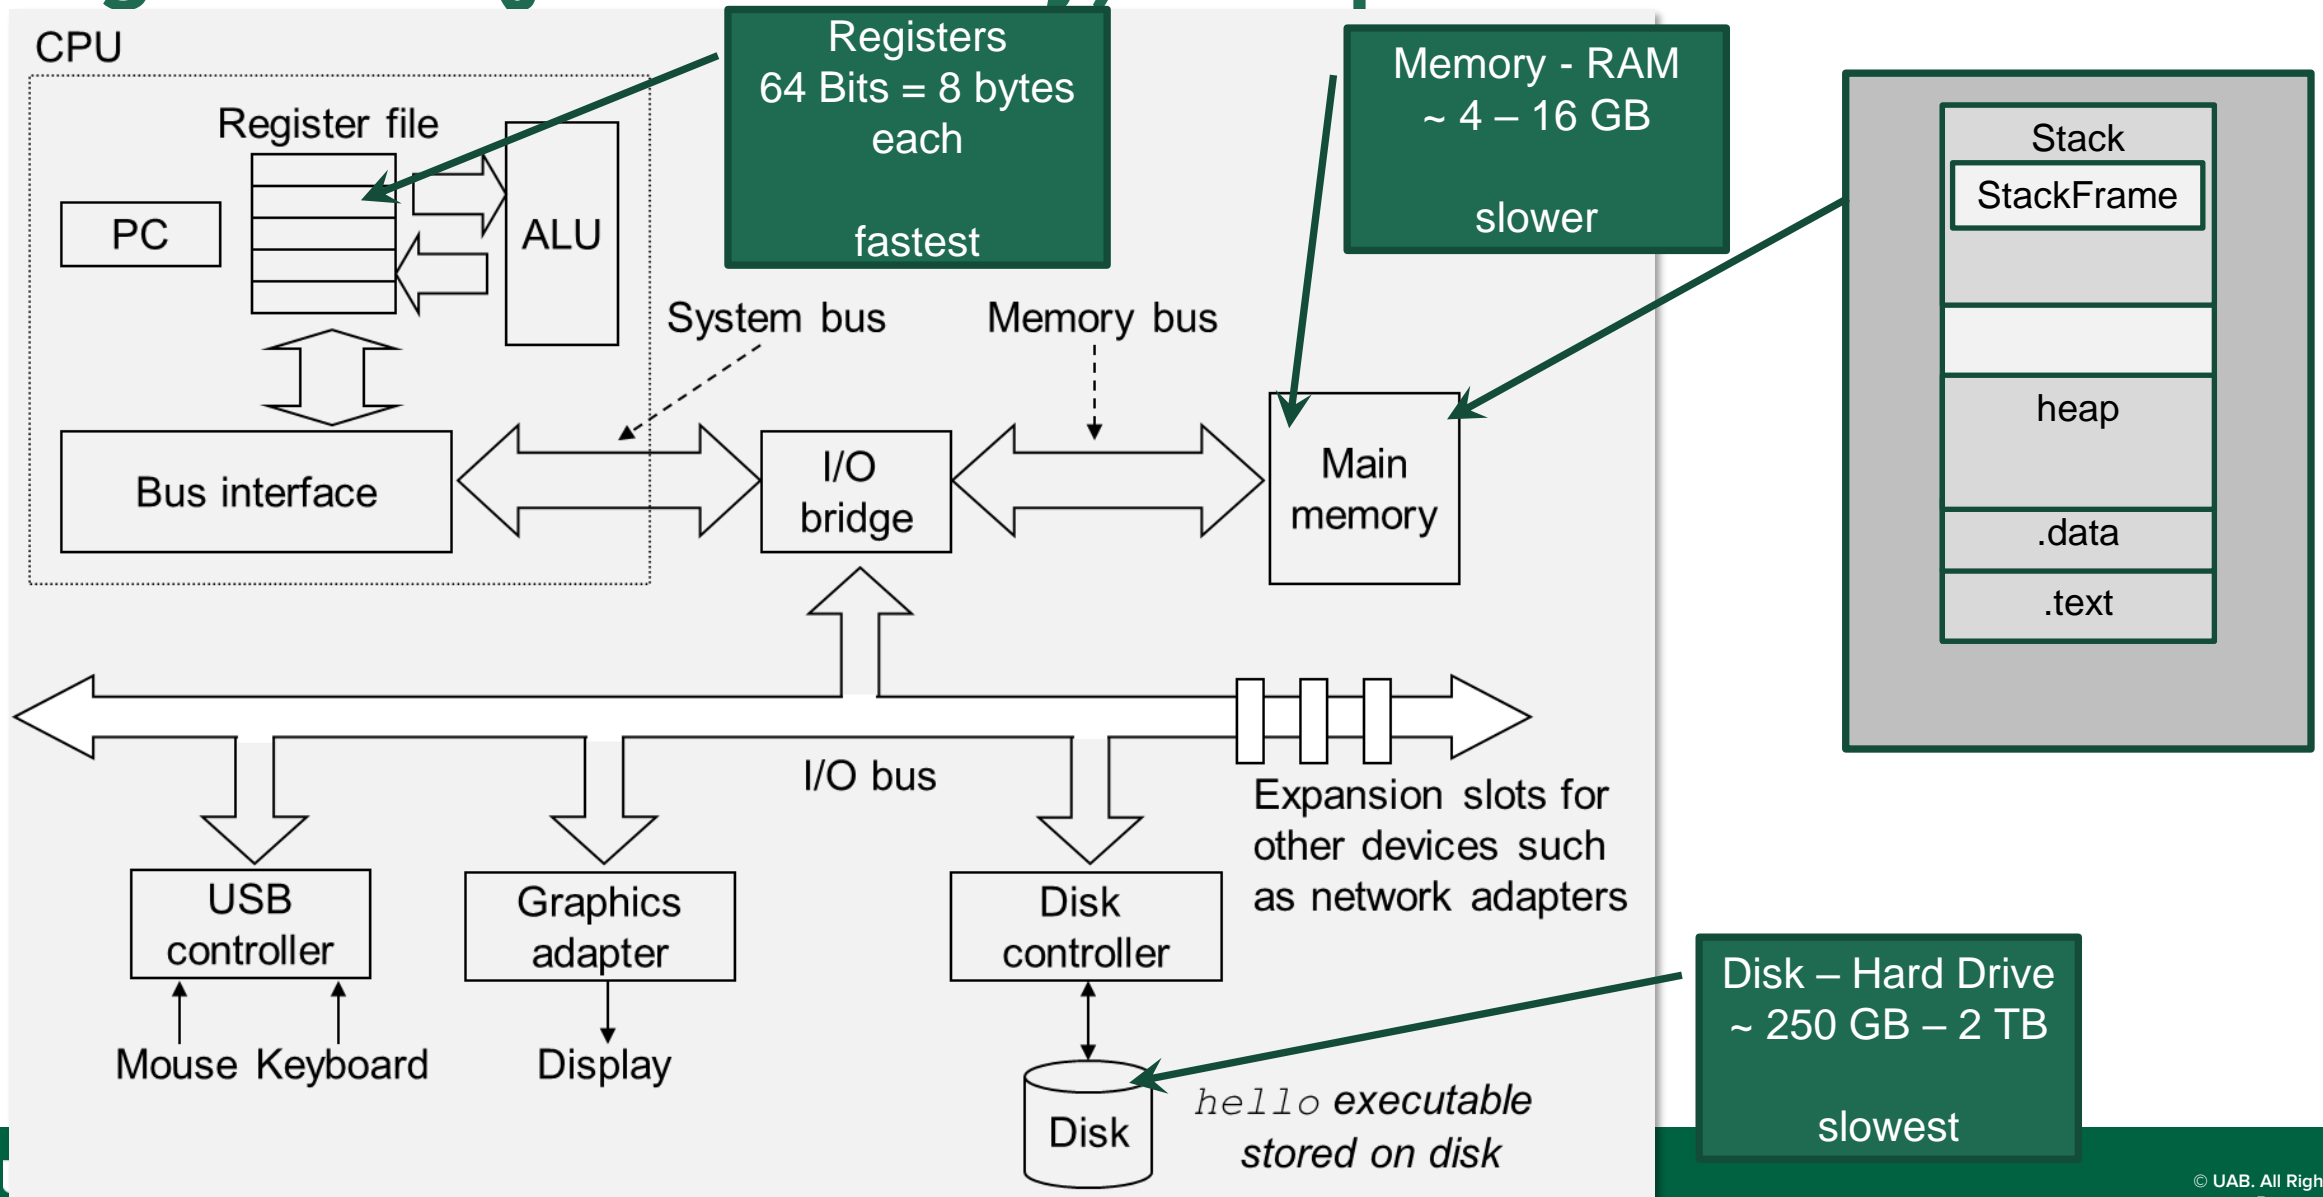 CPU
Registers
64 Bits = 8 bytes
each
fastest
Memory - RAM
~ 4 – 16 GB
slower
Stack
StackFrame
heap
.data
.text
Register file
PC
ALU
System bus
Memory bus
Bus interface
I/O
bridge
Main
memory
I/O bus
Expansion slots for
other devices such
as network adapters
USB
controller
Graphics
adapter
Disk
controller
Mouse
Keyboard
Display
Disk
hello executable
stored on disk
Disk – Hard Drive
~ 250 GB – 2 TB
slowest
© UAB. All